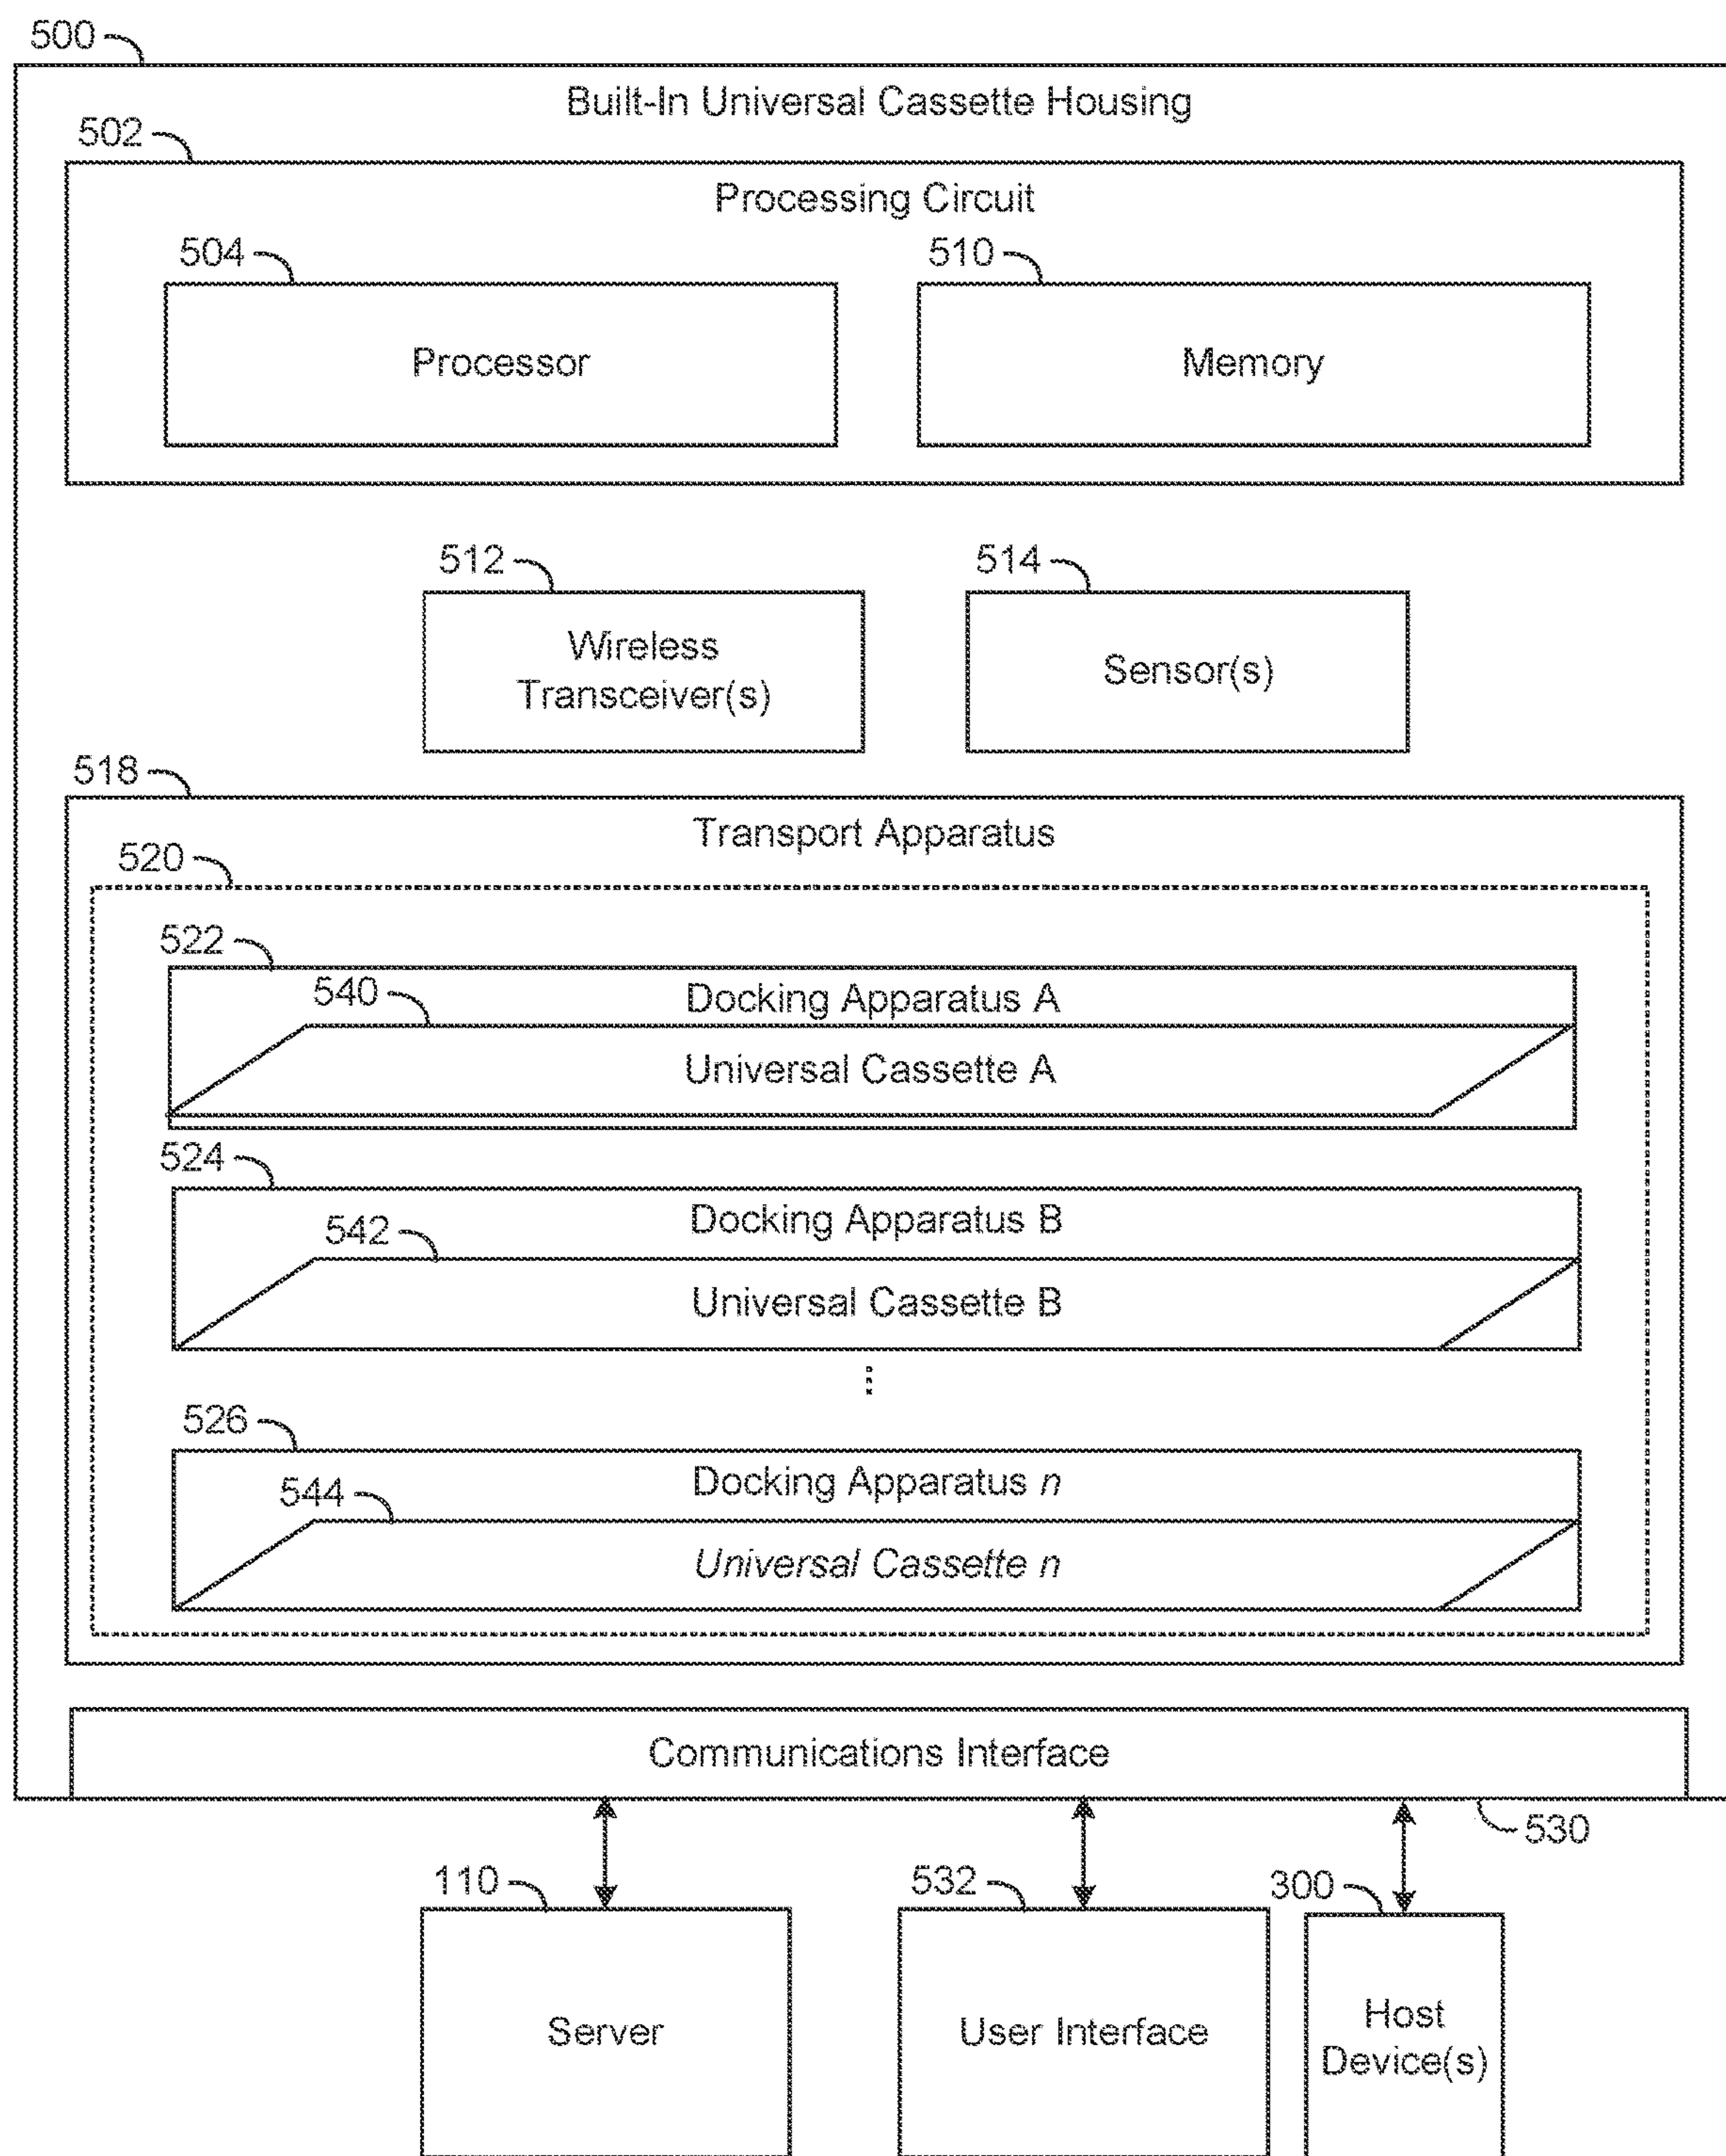 500
Built-In Universal Cassette Housing
502
Processing Circuit
504
510
Processor
Memory
512
514
Wireless
Transceiver(s)
Sensor(s)
518
Transport Apparatus
520
522
Docking Apparatus A
540
Universal Cassette A
524
Docking Apparatus B
542
Universal Cassette B
⋮
526
Docking Apparatus n
544
Universal Cassette n
Communications Interface
530
110
532
300
Server
User Interface
Host
Device(s)